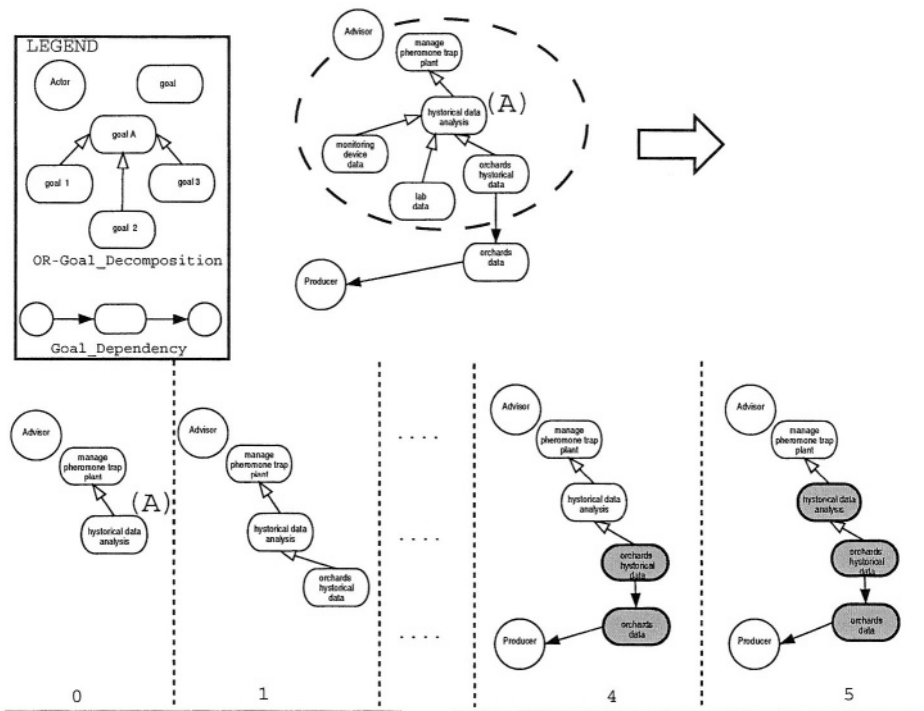 LEGEND
Actor
goal
goal A
goal 1
goal 3
goal 2
OR-Goal_Decomposition
Goal_Dependency
Advisor
manage
pheromone trap
plant
hystorical data
analysis
(A)
monitoring
device
data
orchards
hystorical
data
lab
data
orchards
data
Producer
Advisor
manage
pheromone trap
plant
(A)
hystorical data
analysis
0
Advisor
manage
pheromone trap
plant
hystorical data
analysis
orchards
hystorical
data
1
....
....
....
Advisor
manage
pheromone trap
plant
hystorical data
analysis
orchards
hystorical
data
orchards
data
Producer
4
Advisor
manage
pheromone trap
plant
hystorical data
analysis
orchards
hystorical
data
orchards
data
Producer
5